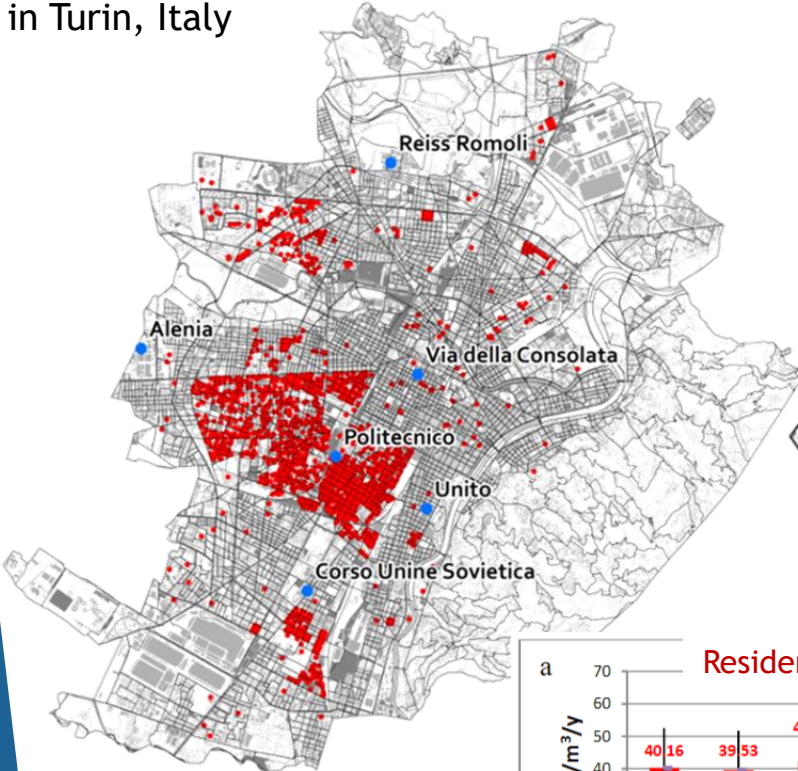 in Turin, Italy
Reiss Romoli
Alenia
Via della Consolata
Politecnico
Unito
Corso Unine Sovietica
a
70
60
50
40
/m³/y
40.16
39.53